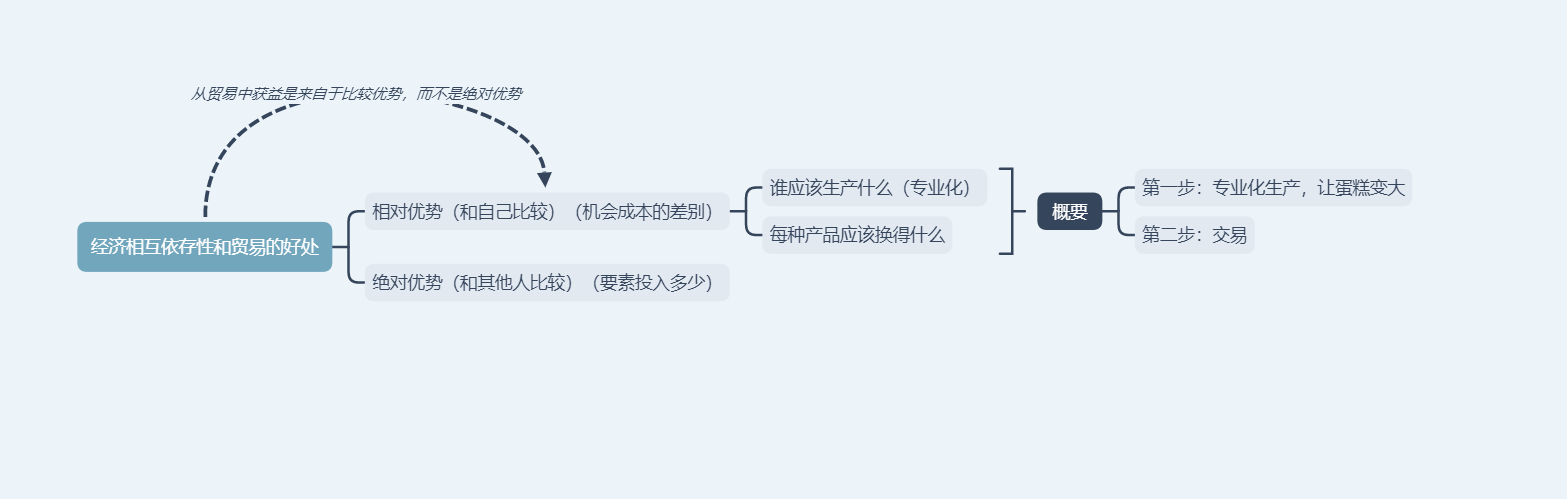 从贸易中获益是来自于比较优势，而不是绝对优势
经济相互依存性和贸易的好处
相对优势（和自己比较）（机会成本的差别）
谁应该生产什么（专业化）
每种产品应该换得什么
概要
第一步：专业化生产，让蛋糕变大
第二步：交易
绝对优势（和其他人比较）（要素投入多少）